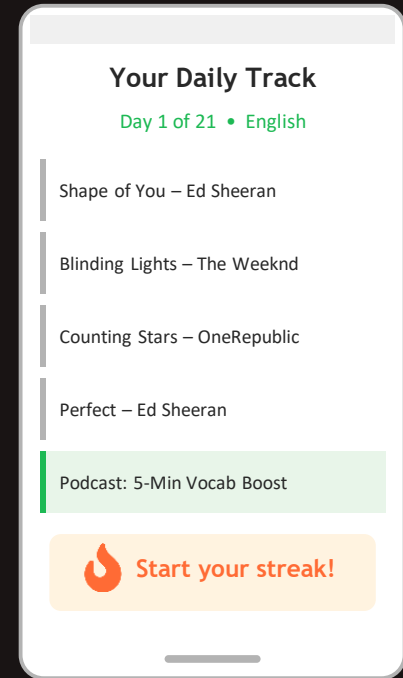 Your Daily Track
Day 1 of 21 • English
Shape of You – Ed Sheeran
Blinding Lights – The Weeknd
Counting Stars – OneRepublic
Perfect – Ed Sheeran
Podcast: 5-Min Vocab Boost
Start your streak!